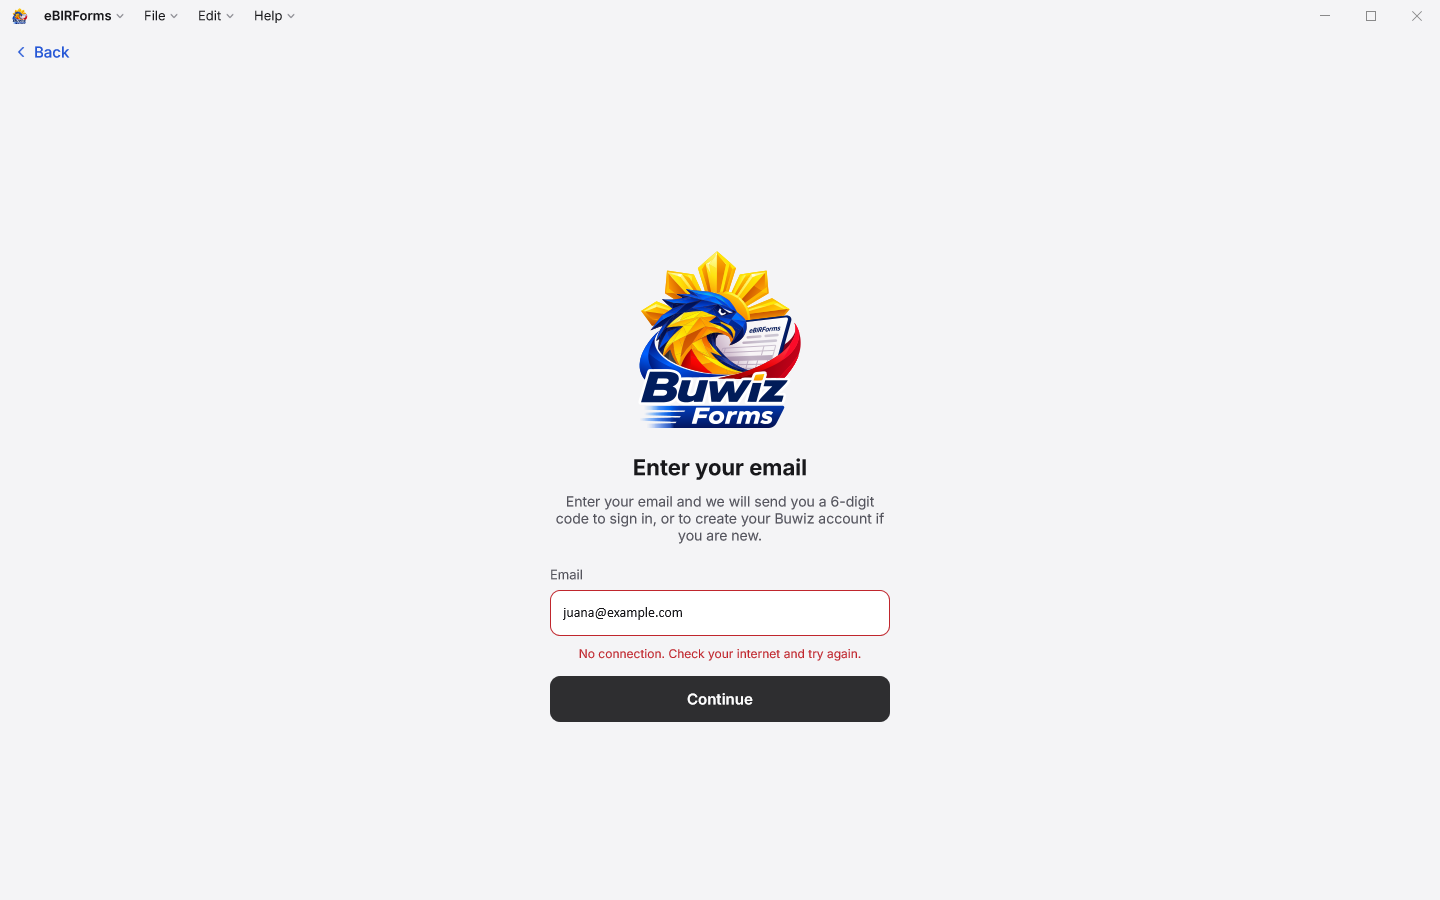 eBIRForms File Edit Help
Back
eBIRForms
Buwiz
Forms
Enter your email
Enter your email and we will send you a 6-digit
code to sign in, or to create your Buwiz account if
you are new.
Email
juana@example.com
No connection. Check your internet and try again.
Continue